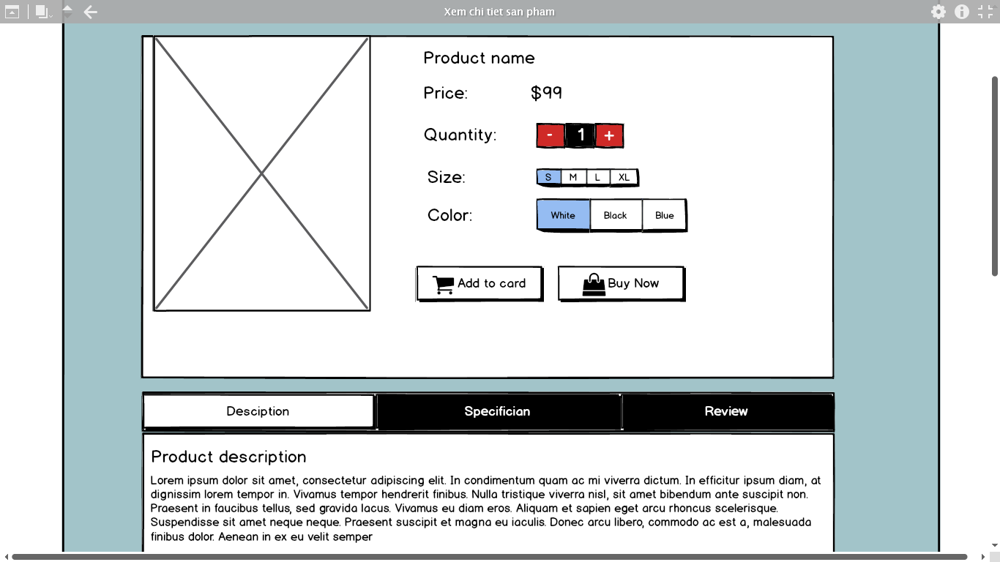 Xem chi tiet san pham
Product name
Price: $99
Quantity: - 1 +
Size: S M L XL
Color: White Black Blue
Add to card Buy Now
Desciption Specifician Review
Product description
Lorem ipsum dolor sit amet, consectetur adipiscing elit. In condimentum quam ac mi viverra dictum. In efficitur ipsum diam, at
dignissim lorem tempor in. Vivamus tempor hendrerit finibus. Nulla tristique viverra nisl, sit amet bibendum ante suscipit non.
Praesent in faucibus tellus, sed gravida lacus. Vivamus eu diam eros. Aliquam et sapien eget arcu rhoncus scelerisque.
Suspendisse sit amet neque neque. Praesent suscipit et magna eu iaculis. Donec arcu libero, commodo ac est a, malesuada
finibus dolor. Aenean in ex eu velit semper